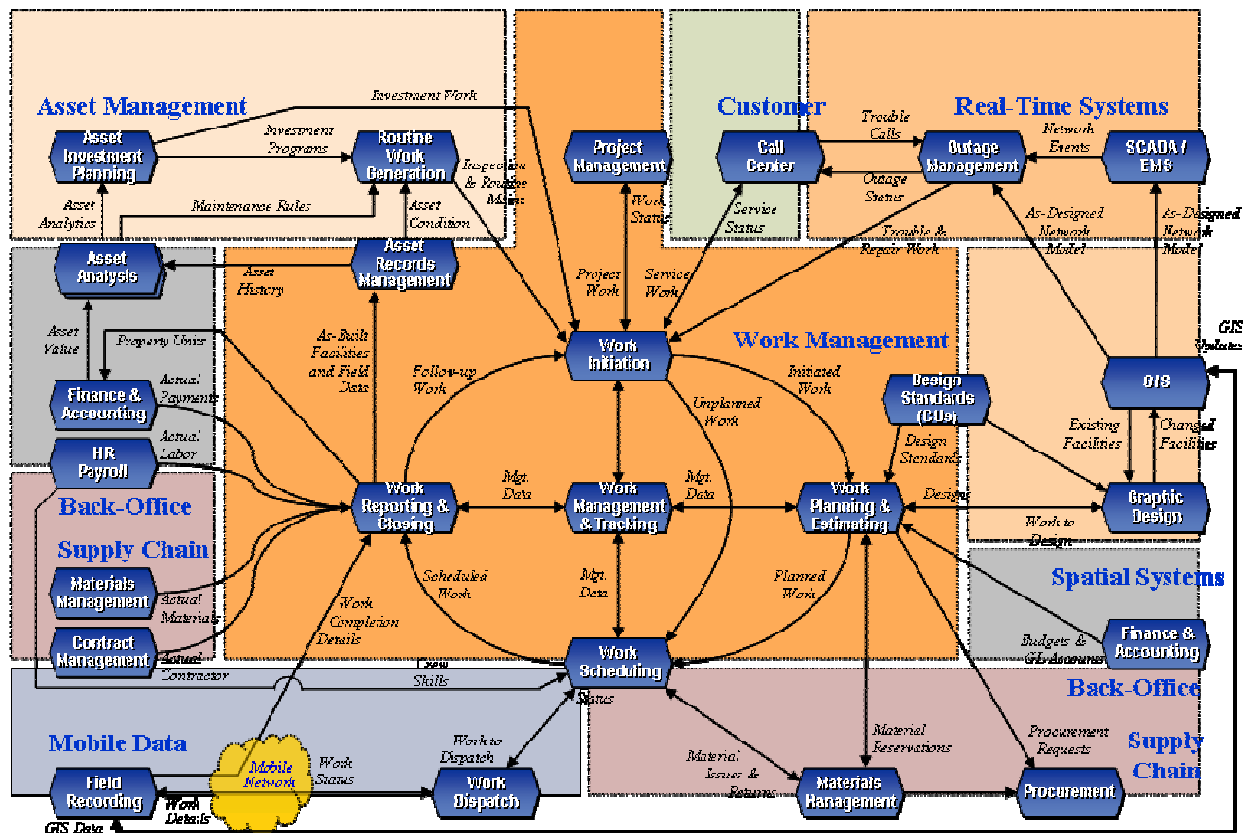 Asset Management
Customer
Real-Time Systems
Investment Work
Asset
Investment
Planning
Investment
Programs
Routine
Work
Generation
Inspection
& Routine
Maint.
Project
Management
Call
Center
Trouble
Calls
Outage
Status
Outage
Management
Network
Events
SCADA /
EMS
Asset
Analytics
Maintenance Rules
Asset
Condition
Work
Status
Service
Status
Trouble &
Repair Work
As-Designed
Network
Model
As-Designed
Network
Model
Asset
Analysis
Asset
History
Asset
Records
Management
Project
Work
Service
Work
Asset
Value
Property Units
As-Built
Facilities
and Field
Data
Follow-up
Work
Work
Initiation
Work Management
Initiated
Work
Unplanned
Work
Design
Standards
(CUs)
Design
Standards
GIS
Updates
GIS
Existing
Facilities
Changed
Facilities
Finance &
Accounting
Actual
Payments
HR
Payroll
Actual
Labor
Back-Office
Supply Chain
Work
Reporting &
Closing
Mgt.
Data
Work
Management
& Tracking
Mgt.
Data
Work
Planning &
Estimating
Designs
Work to
Design
Graphic
Design
Materials
Management
Actual
Materials
Contract
Management
Actual
Contractor
Work
Completion
Details
Scheduled
Work
Mgt.
Data
Planned
Work
Spatial Systems
Budgets &
GL Accounts
Finance &
Accounting
Skills
Work
Scheduling
Status
Back-Office
Mobile Data
Field
Recording
Mobile
Network
Work
Status
Work
Details
GIS Data
Work to
Dispatch
Work
Dispatch
Material
Issues &
Returns
Material
Reservations
Materials
Management
Procurement
Requests
Procurement
Supply
Chain